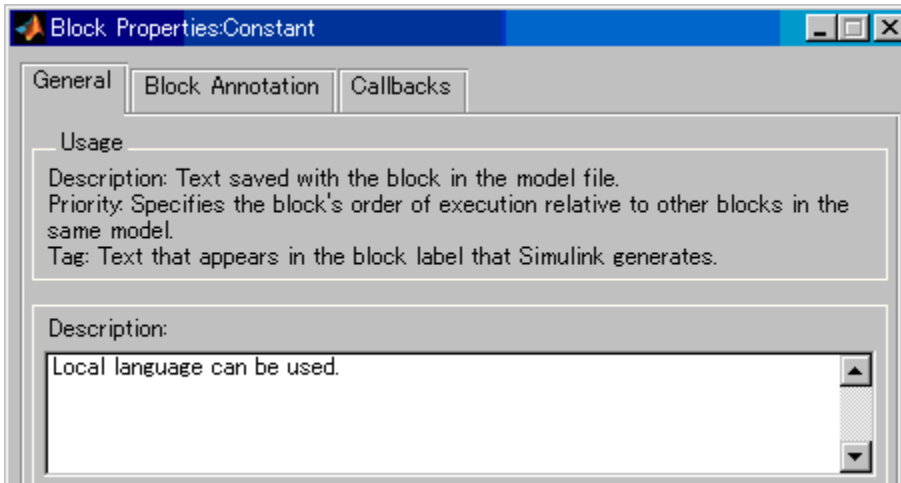 Block Properties:Constant
General Block Annotation Callbacks
Usage
Description: Text saved with the block in the model file.
Priority: Specifies the block's order of execution relative to other blocks in the
same model.
Tag: Text that appears in the block label that Simulink generates.
Description:
Local language can be used.